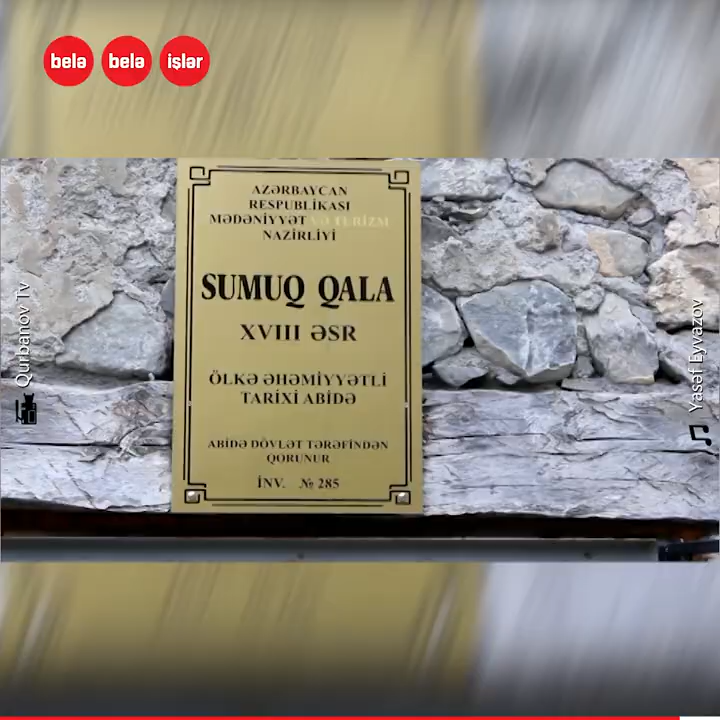 belə belə işlər
AZƏRBAYCAN
RESPUBLİKASI
MƏDƏNİYYƏT VƏ TURİZM
NAZİRLİYİ
SUMUQ QALA
XVIII ƏSR
ÖLKƏ ƏHƏMİYYƏTLİ
TARİXİ ABİDƏ
ABİDƏ DÖVLƏT TƏRƏFİNDƏN
QORUNUR
İNV. № 285
Qurbanov Tv
Yasəf Eyvazov